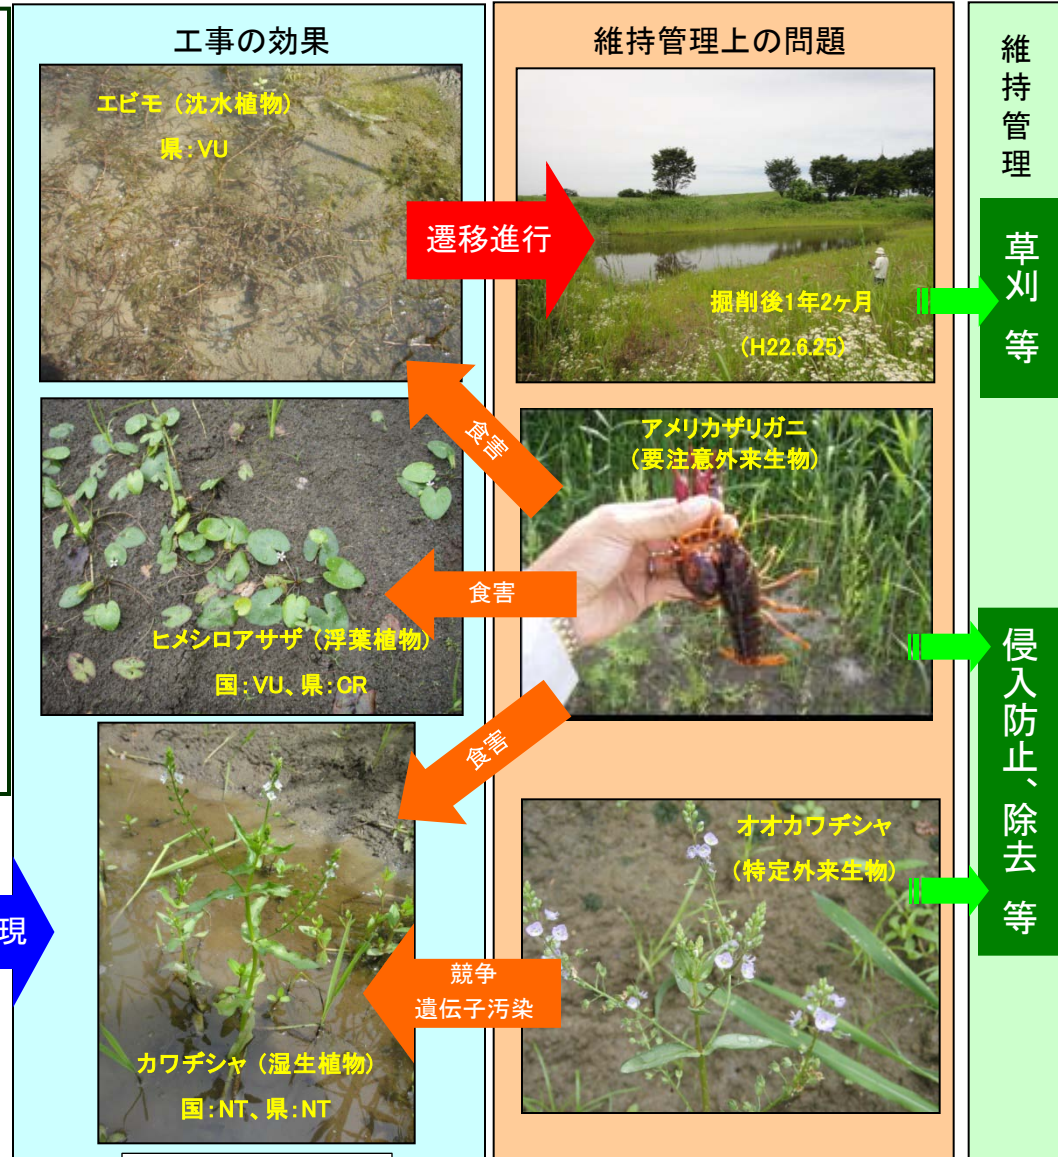 工事の効果
エビモ（沈水植物）
県：VU
遷移進行
食害
ヒメシロアサザ（浮葉植物）
国：VU、県：CR
食害
食害
現
カワヂシャ（湿生植物）
国：NT、県：NT
競争
遺伝子汚染
維持管理上の問題
掘削後1年2ヶ月
（H22.6.25）
アメリカザリガニ
（要注意外来生物）
オオカワヂシャ
（特定外来生物）
維持管理
草刈 等
侵入防止、除去 等